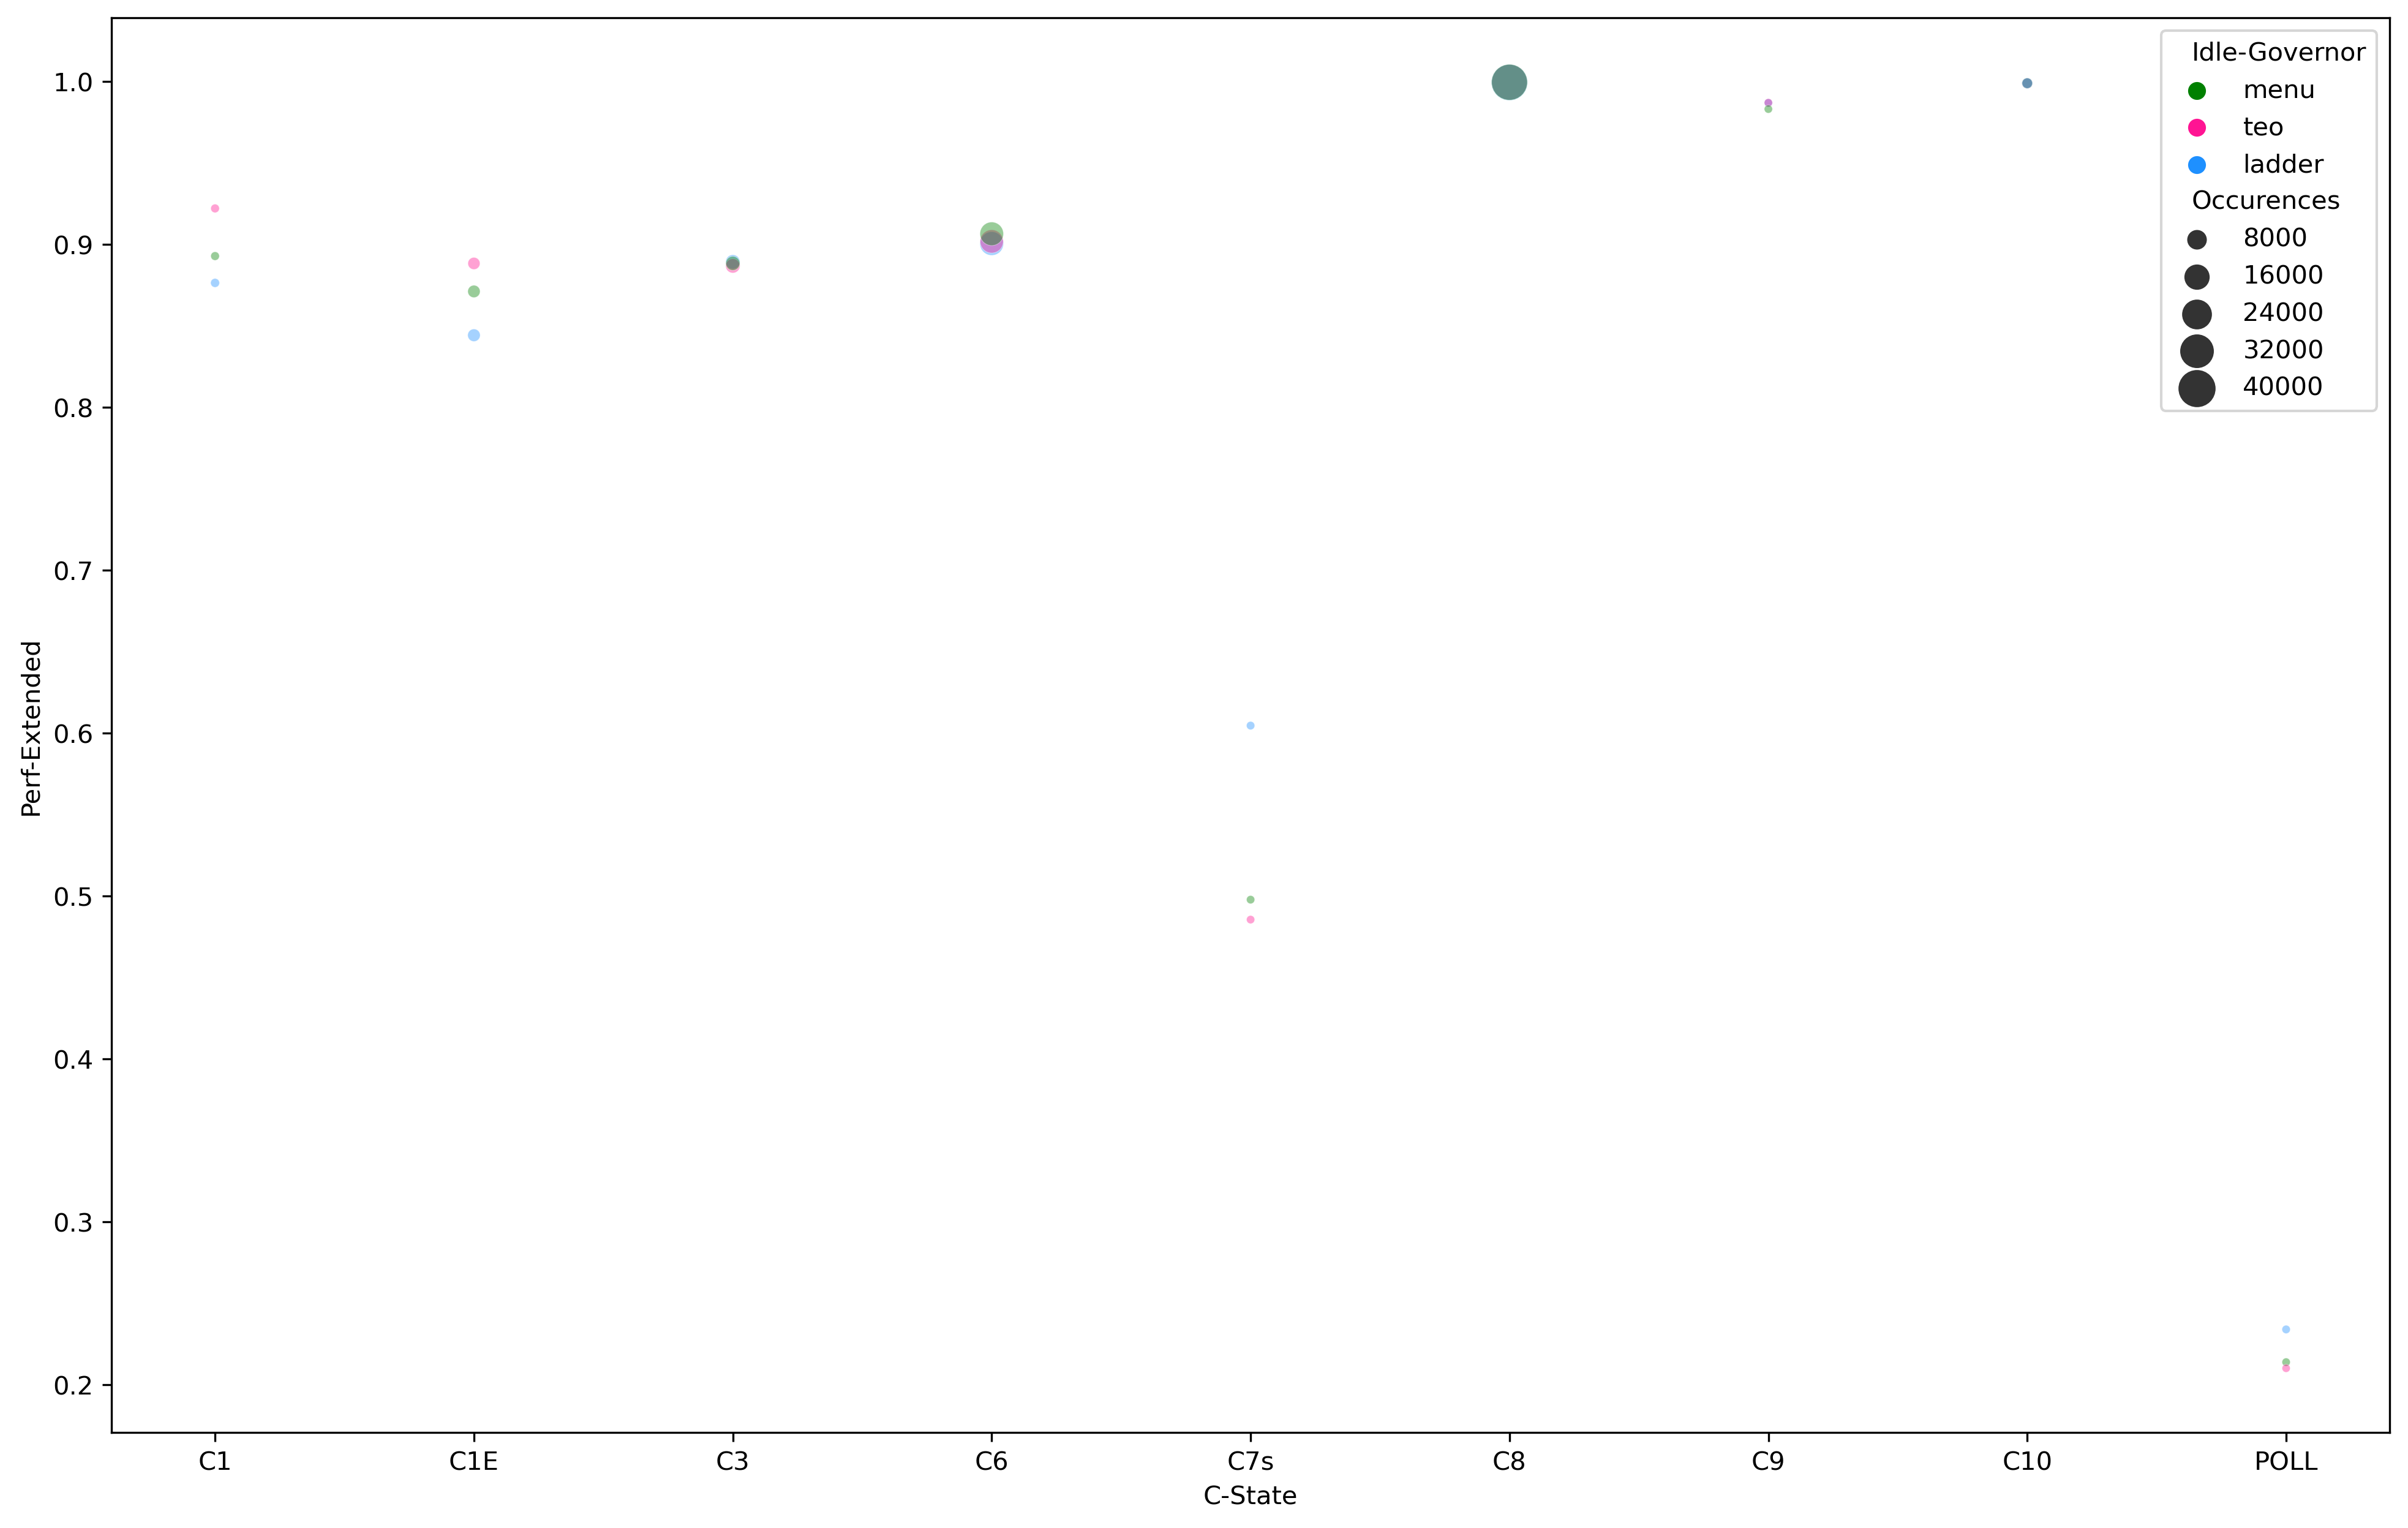 Idle-Governor
menu
teo
ladder
Occurences
8000
16000
24000
32000
40000
1.0
0.9
0.8
0.7
0.6
0.5
0.4
0.3
0.2
Perf-Extended
C1 C1E C3 C6 C7s C8 C9 C10 POLL
C-State